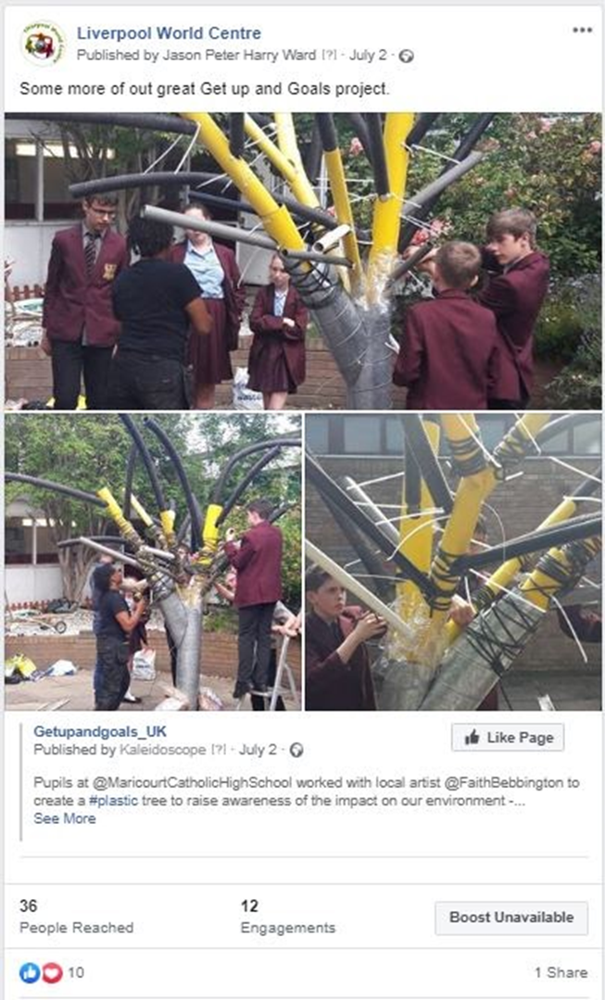 Liverpool World Centre
Published by Jason Peter Harry Ward [?] · July 2 ·
Some more of out great Get up and Goals project.
Getupandgoals_UK
Published by Kaleidoscope [?] · July 2 ·
Like Page
Pupils at @MaricourtCatholicHighSchool worked with local artist @FaithBebbington to
create a #plastic tree to raise awareness of the impact on our environment -...
See More
36
People Reached
12
Engagements
Boost Unavailable
10
1 Share